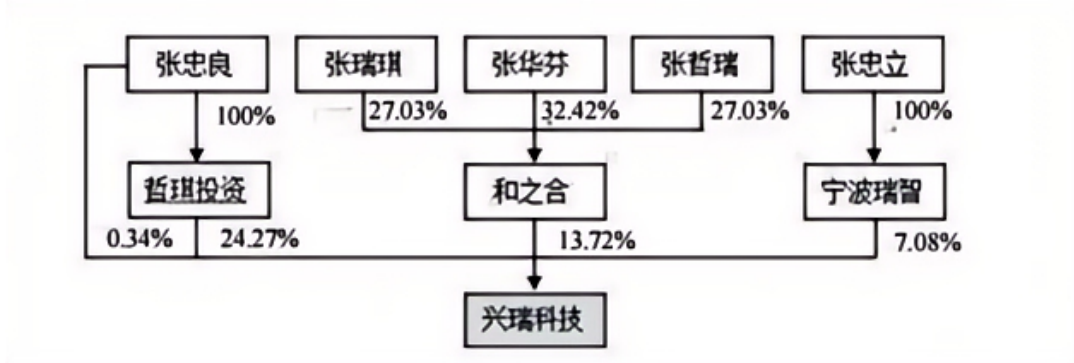 张忠良 张瑞琪 张华芬 张哲瑞 张忠立
100% 27.03% 32.42% 27.03% 100%
哲琪投资 和之合 宁波瑞智
0.34% 24.27% 13.72% 7.08%
兴瑞科技